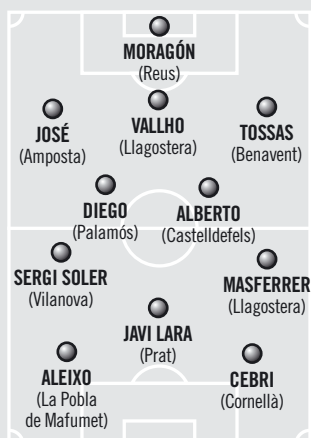 MORAGÓN
(Reus)
JOSÉ
(Amposta)
VALLHO
(Llagostera)
TOSSAS
(Benavent)
DIEGO
(Palamós)
ALBERTO
(Castelldefels)
SERGI SOLER
(Vilanova)
MASFERRER
(Llagostera)
JAVI LARA
(Prat)
ALEIXO
(La Pobla
de Mafumet)
CEBRI
(Cornellà)